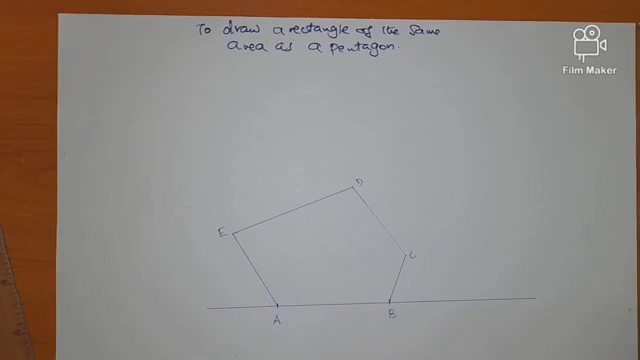 To draw a rectangle of the same
area as a pentagon.
Film Maker
D
E
C
A
B